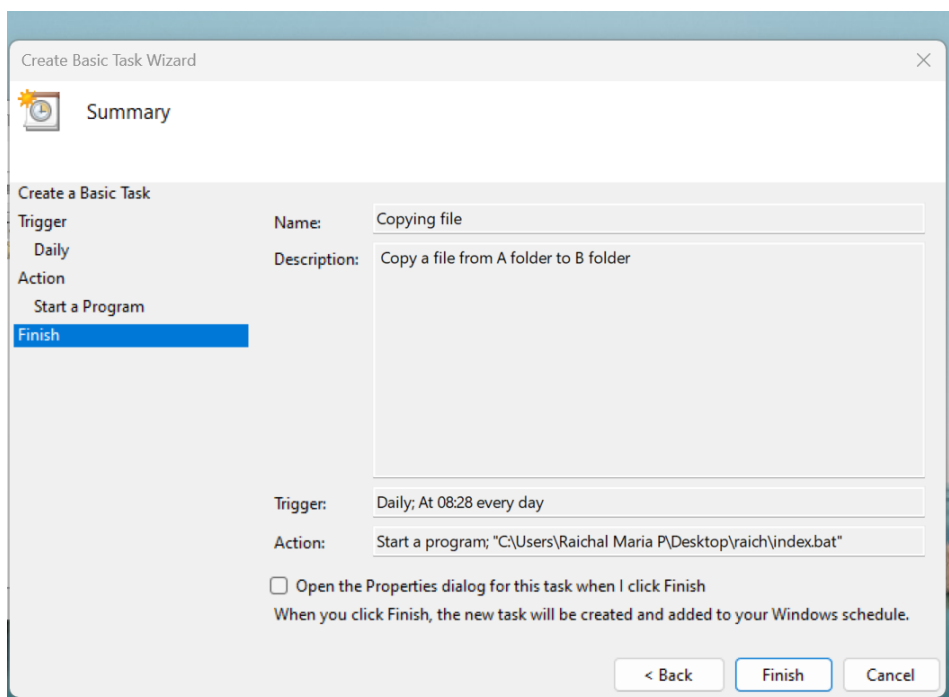 Create Basic Task Wizard
Summary
Create a Basic Task
Trigger
Daily
Action
Start a Program
Finish
Name: Copying file
Description: Copy a file from A folder to B folder
Trigger: Daily; At 08:28 every day
Action: Start a program; "C:\Users\Raichal Maria P\Desktop\raich\index.bat"
Open the Properties dialog for this task when I click Finish
When you click Finish, the new task will be created and added to your Windows schedule.
< Back Finish Cancel